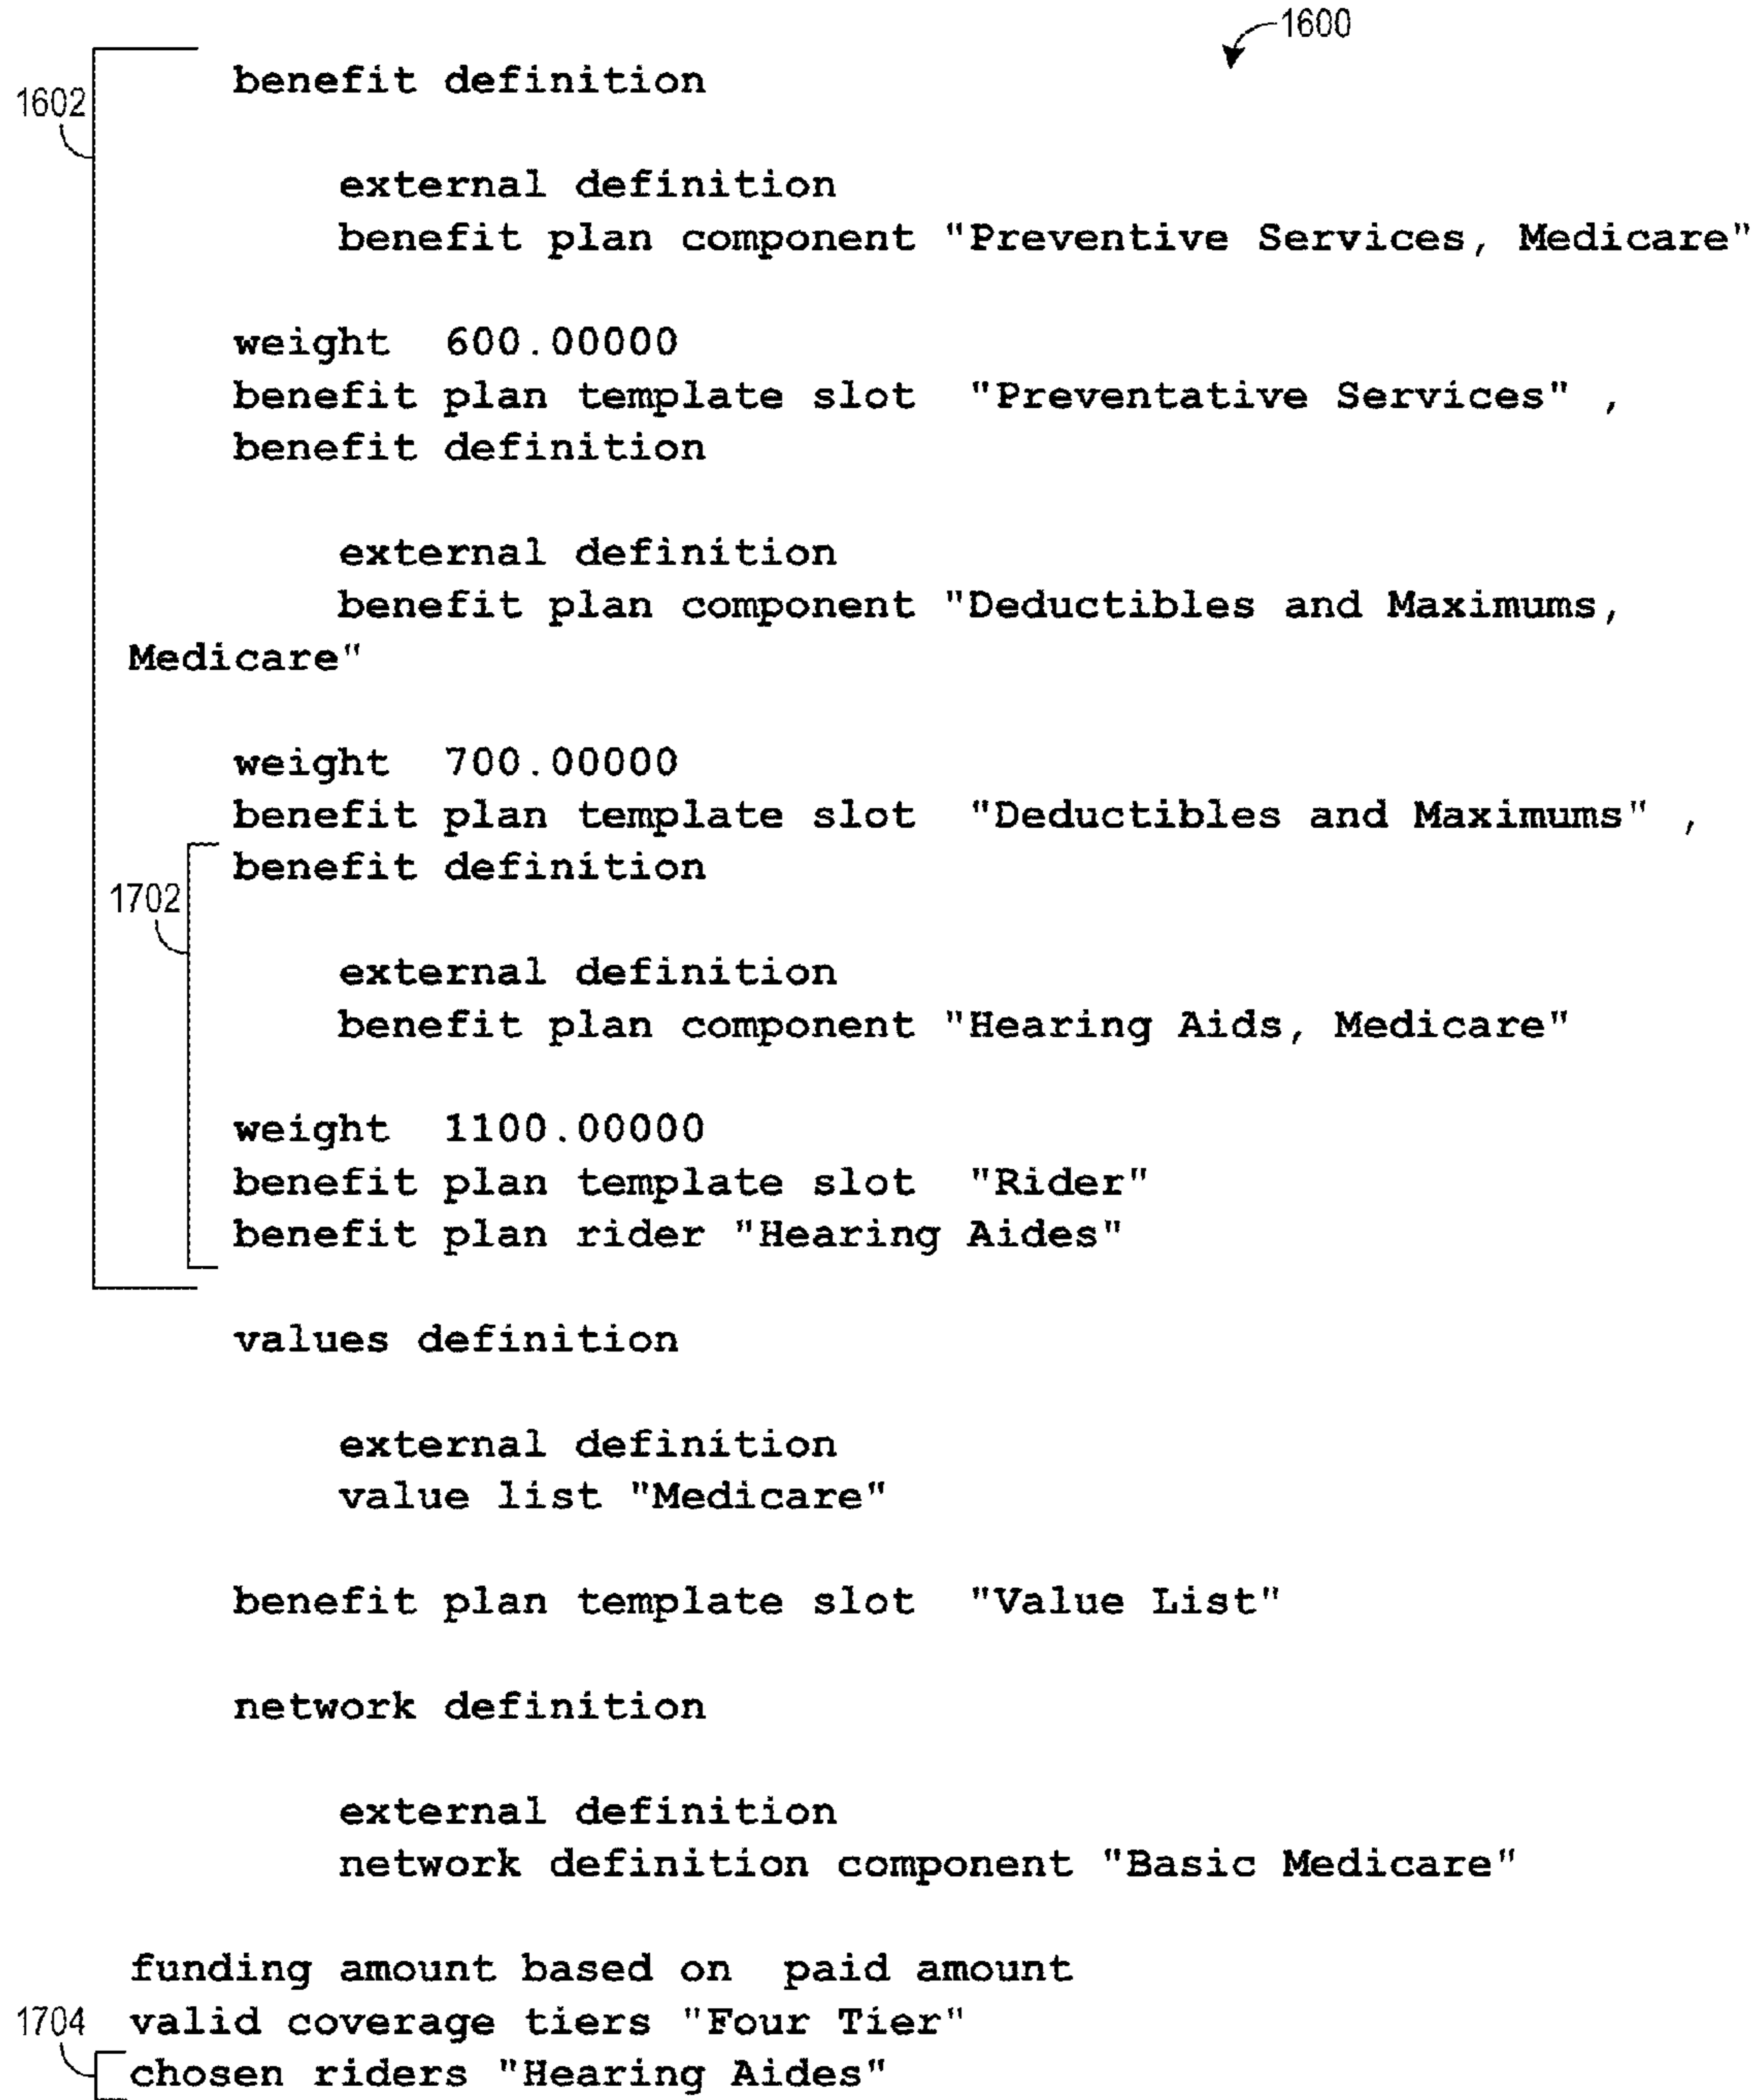 1600
benefit definition
1602
external definition
benefit plan component "Preventive Services, Medicare"
weight  600.00000
benefit plan template slot  "Preventative Services" ,
benefit definition
external definition
benefit plan component "Deductibles and Maximums,
Medicare"
weight  700.00000
benefit plan template slot  "Deductibles and Maximums" ,
benefit definition
1702
external definition
benefit plan component "Hearing Aids, Medicare"
weight  1100.00000
benefit plan template slot  "Rider"
benefit plan rider "Hearing Aides"
values definition
external definition
value list "Medicare"
benefit plan template slot  "Value List"
network definition
external definition
network definition component "Basic Medicare"
funding amount based on  paid amount
1704 valid coverage tiers "Four Tier"
chosen riders "Hearing Aides"